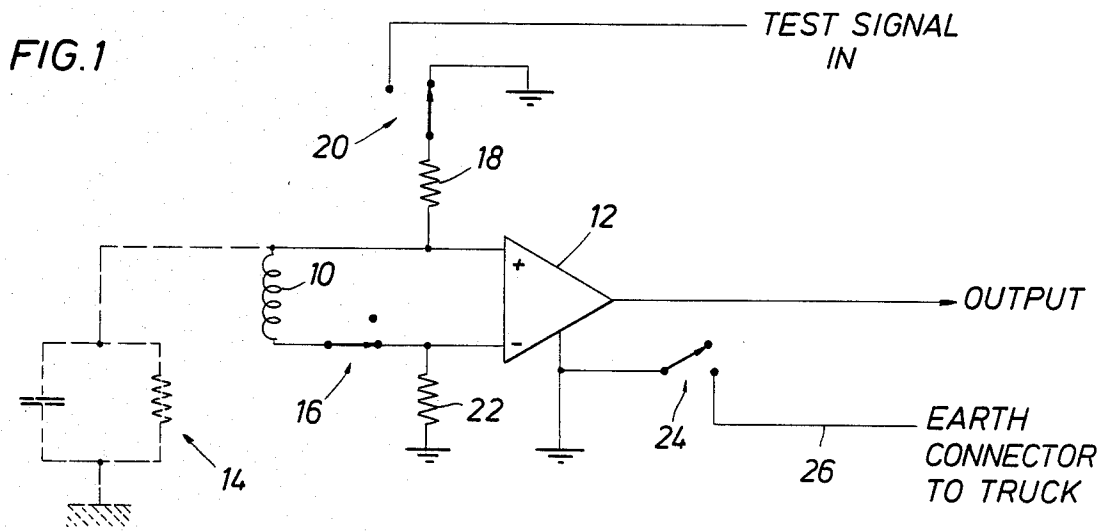 FIG.1
TEST SIGNAL
IN
20
18
12
10
+
-
OUTPUT
16
22
24
14
26
EARTH
CONNECTOR
TO TRUCK